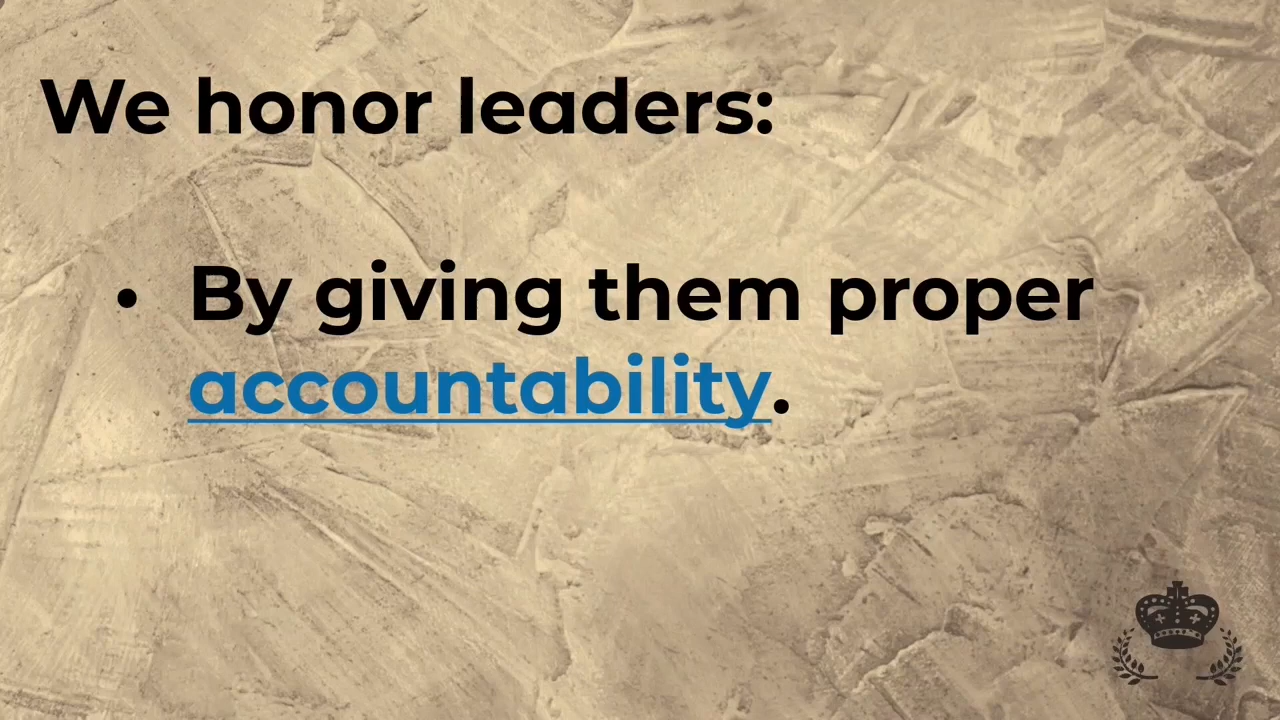 We honor leaders:
• By giving them proper
accountability.